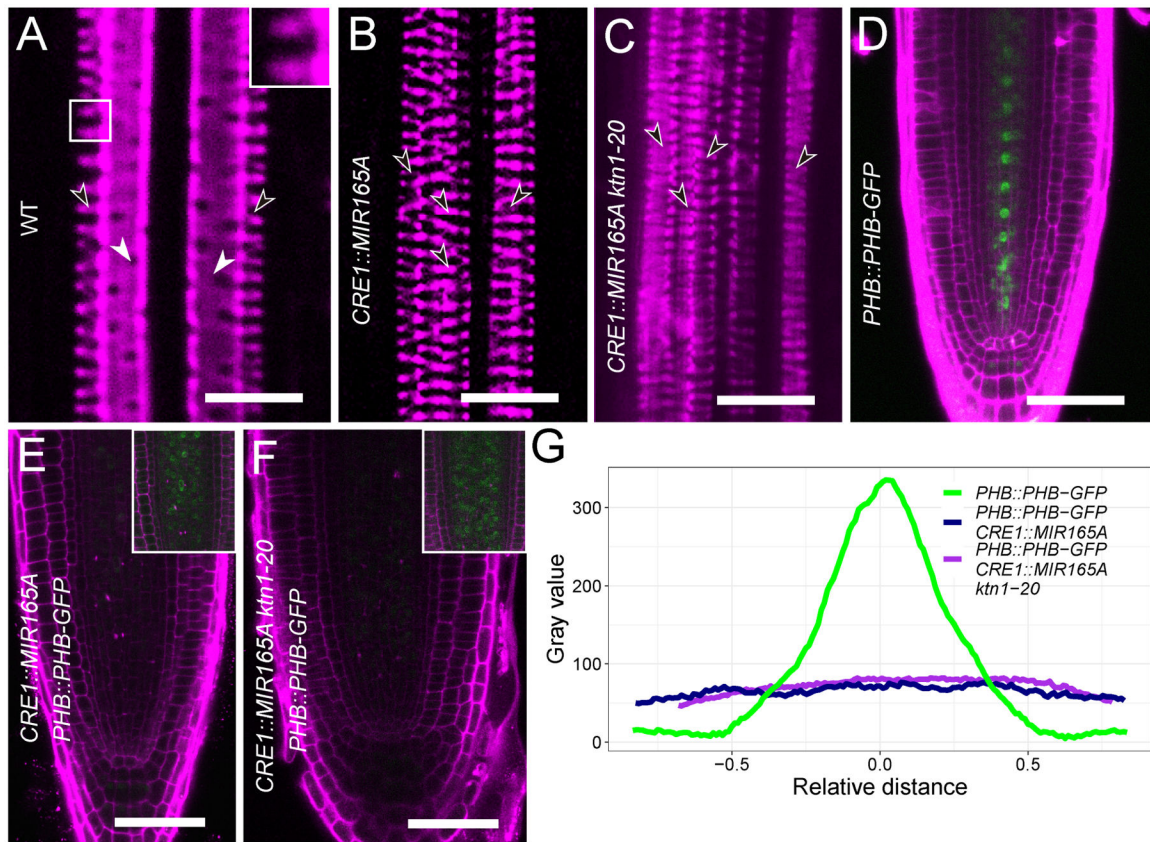 A
WT
B
CRE1::MIR165A
C
CRE1::MIR165A ktn1-20
D
PHB::PHB-GFP
E
CRE1::MIR165A
PHB::PHB-GFP
F
CRE1::MIR165A ktn1-20
PHB::PHB-GFP
G
Gray value
300
200
100
0
−0.5
0.0
0.5
Relative distance
PHB::PHB−GFP
PHB::PHB−GFP
CRE1::MIR165A
PHB::PHB−GFP
CRE1::MIR165A
ktn1−20